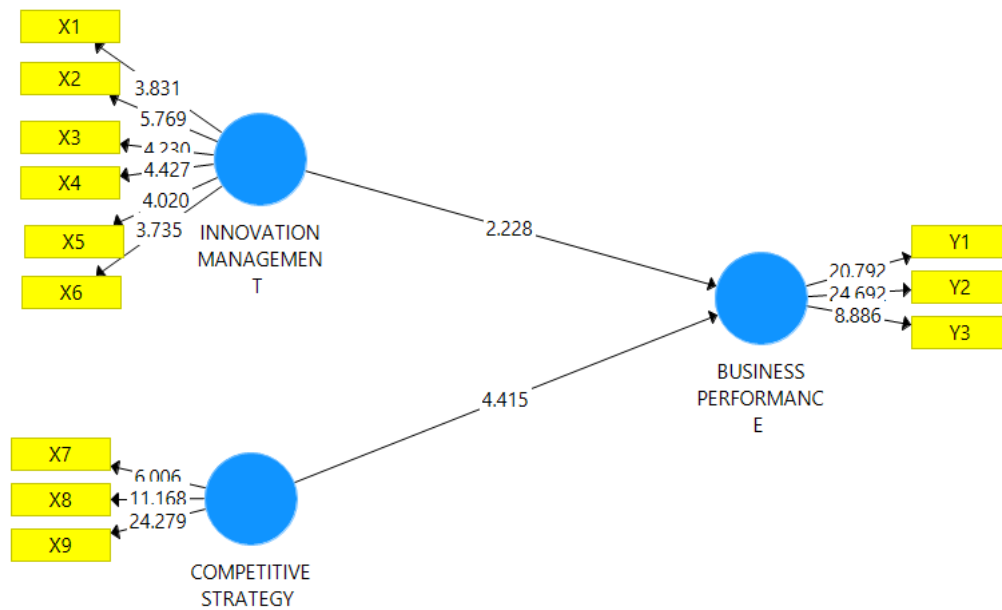 X1
X2
X3
X4
X5
X6
3.831
5.769
4.230
4.427
4.020
3.735
INNOVATION
MANAGEMEN
T
2.228
X7
X8
X9
6.006
11.168
24.279
COMPETITIVE
STRATEGY
4.415
BUSINESS
PERFORMANC
E
20.792
24.692
8.886
Y1
Y2
Y3